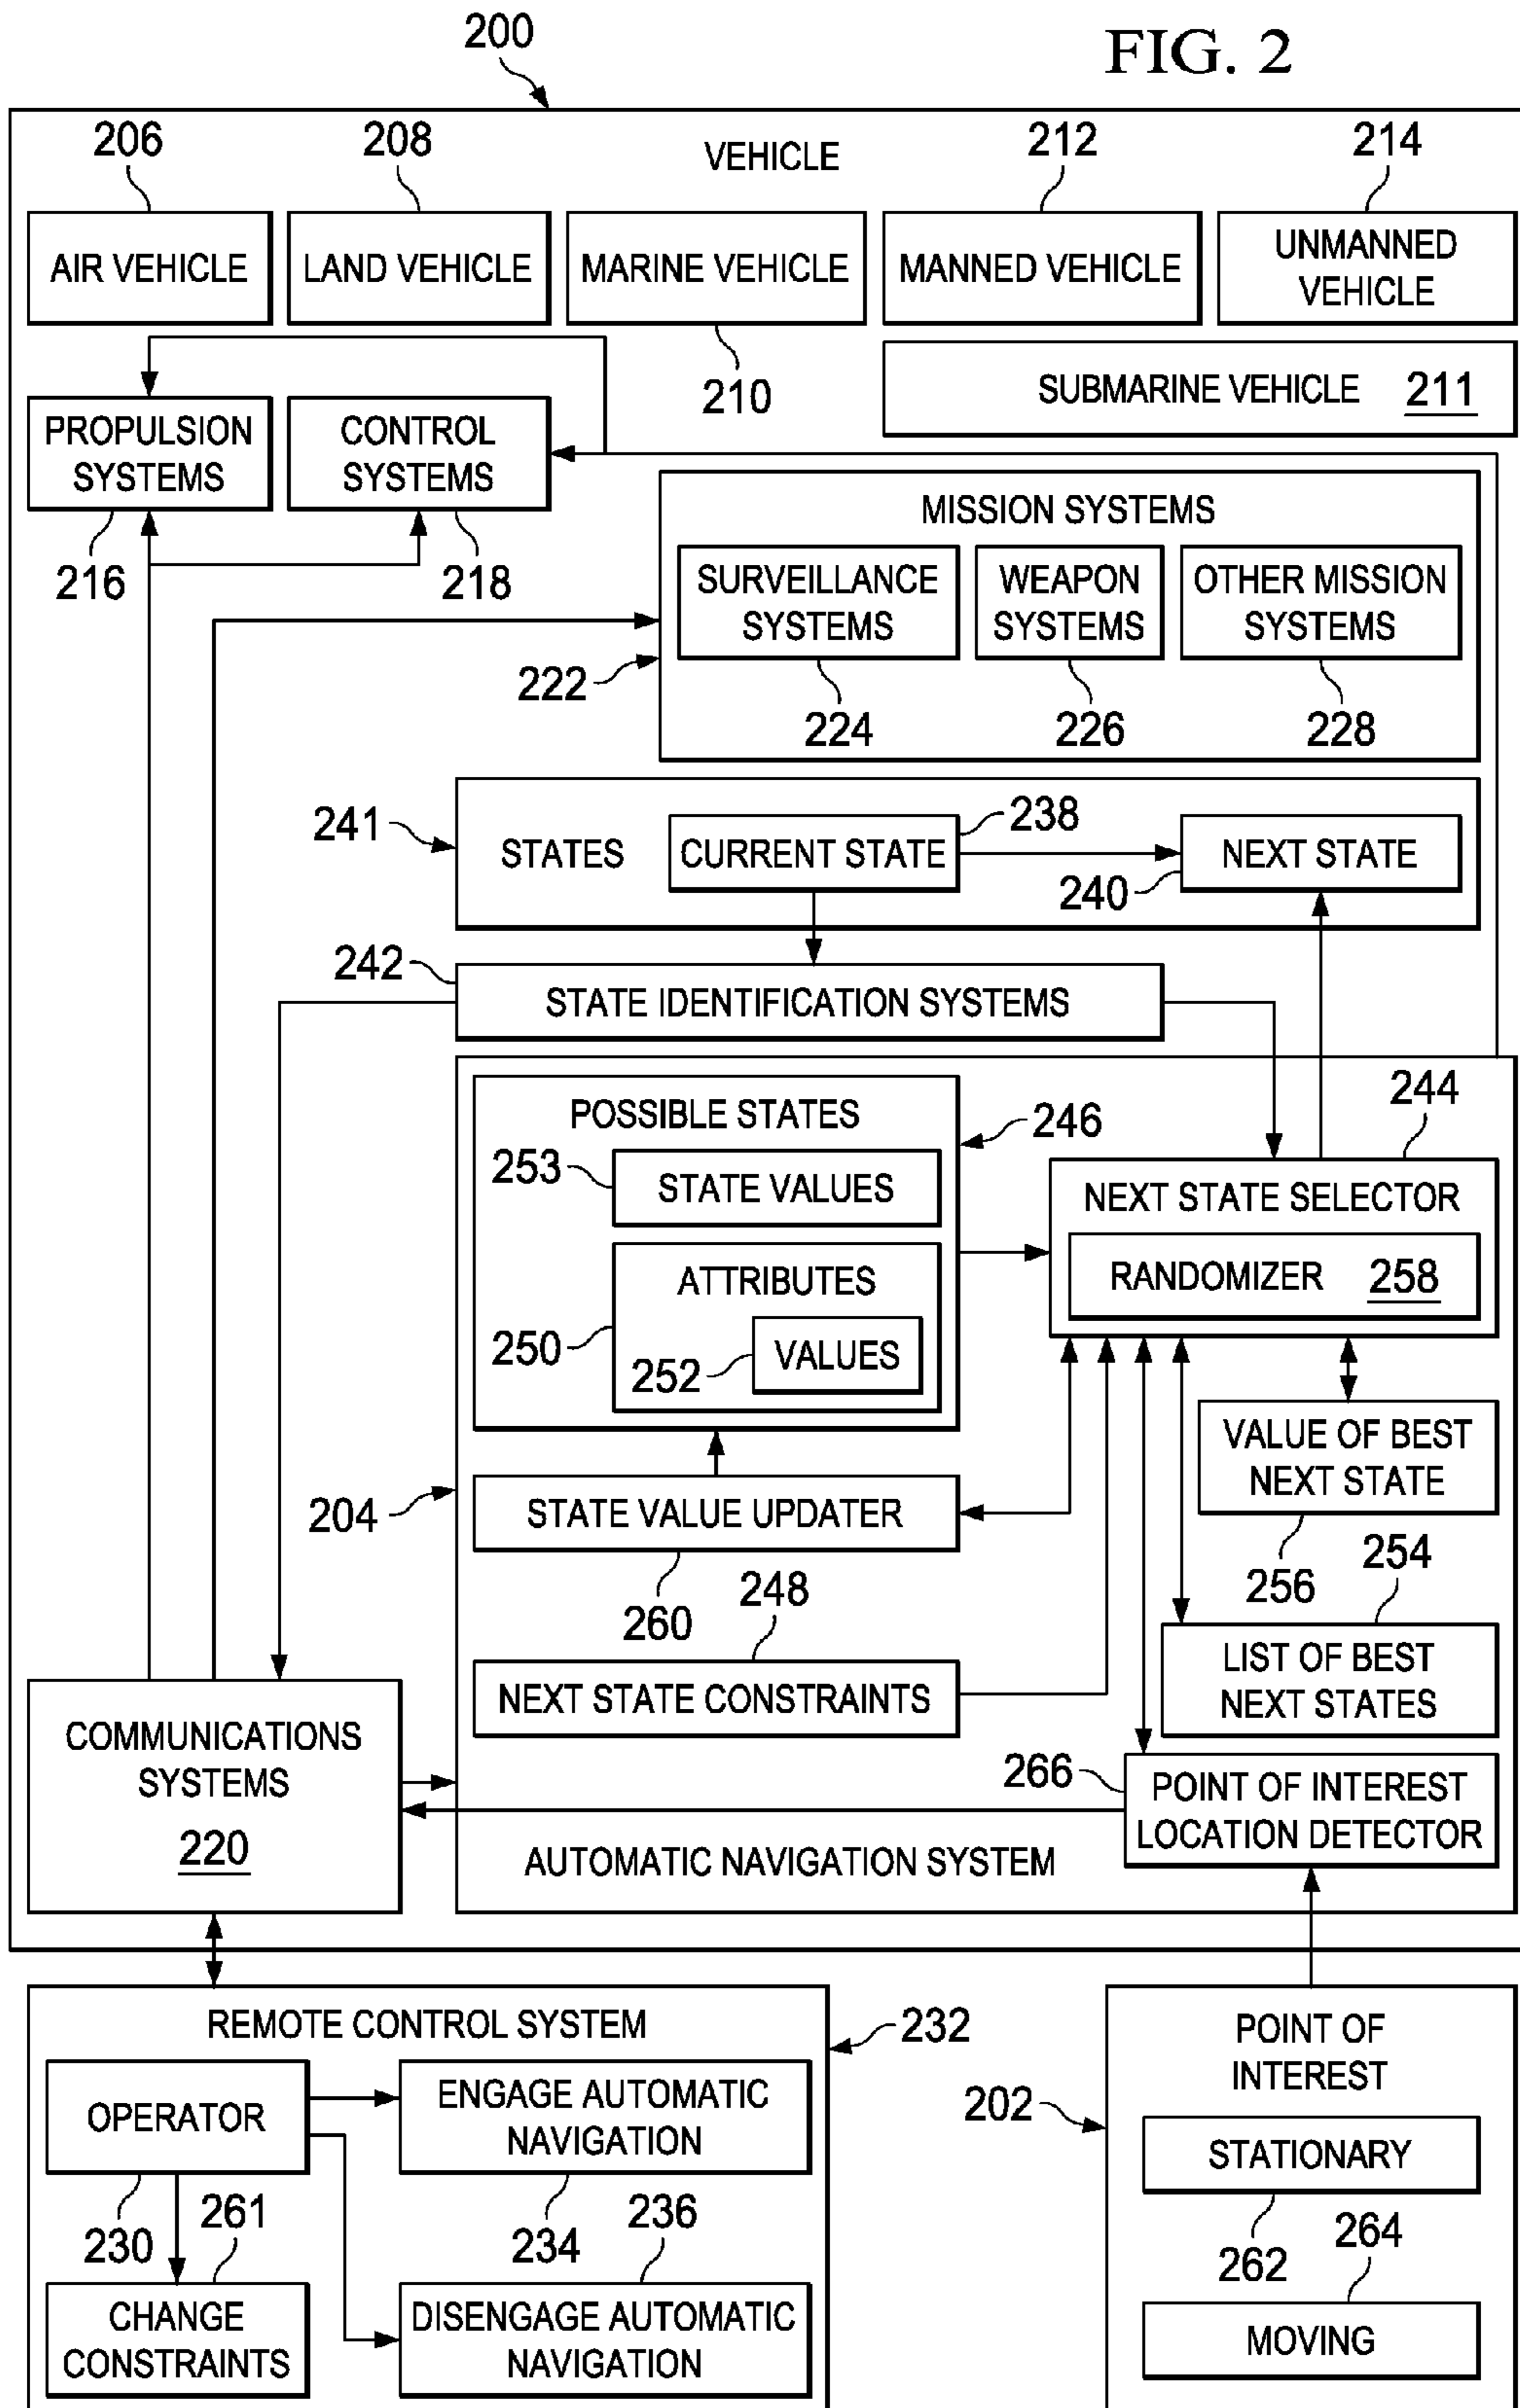 200
FIG. 2
206
208
VEHICLE
212
214
AIR VEHICLE
LAND VEHICLE
MARINE VEHICLE
MANNED VEHICLE
UNMANNED
VEHICLE
210
SUBMARINE VEHICLE 211
PROPULSION
SYSTEMS
CONTROL
SYSTEMS
216
218
MISSION SYSTEMS
SURVEILLANCE
SYSTEMS
WEAPON
SYSTEMS
OTHER MISSION
SYSTEMS
222
224
226
228
241
STATES
CURRENT STATE
238
NEXT STATE
240
242
STATE IDENTIFICATION SYSTEMS
POSSIBLE STATES
246
244
253
STATE VALUES
NEXT STATE SELECTOR
RANDOMIZER 258
ATTRIBUTES
250
252
VALUES
VALUE OF BEST
NEXT STATE
204
STATE VALUE UPDATER
256
254
260
248
LIST OF BEST
NEXT STATES
NEXT STATE CONSTRAINTS
COMMUNICATIONS
SYSTEMS
220
266
POINT OF INTEREST
LOCATION DETECTOR
AUTOMATIC NAVIGATION SYSTEM
REMOTE CONTROL SYSTEM
232
OPERATOR
ENGAGE AUTOMATIC
NAVIGATION
230
261
234
236
CHANGE
CONSTRAINTS
DISENGAGE AUTOMATIC
NAVIGATION
POINT OF
INTEREST
202
STATIONARY
262
264
MOVING